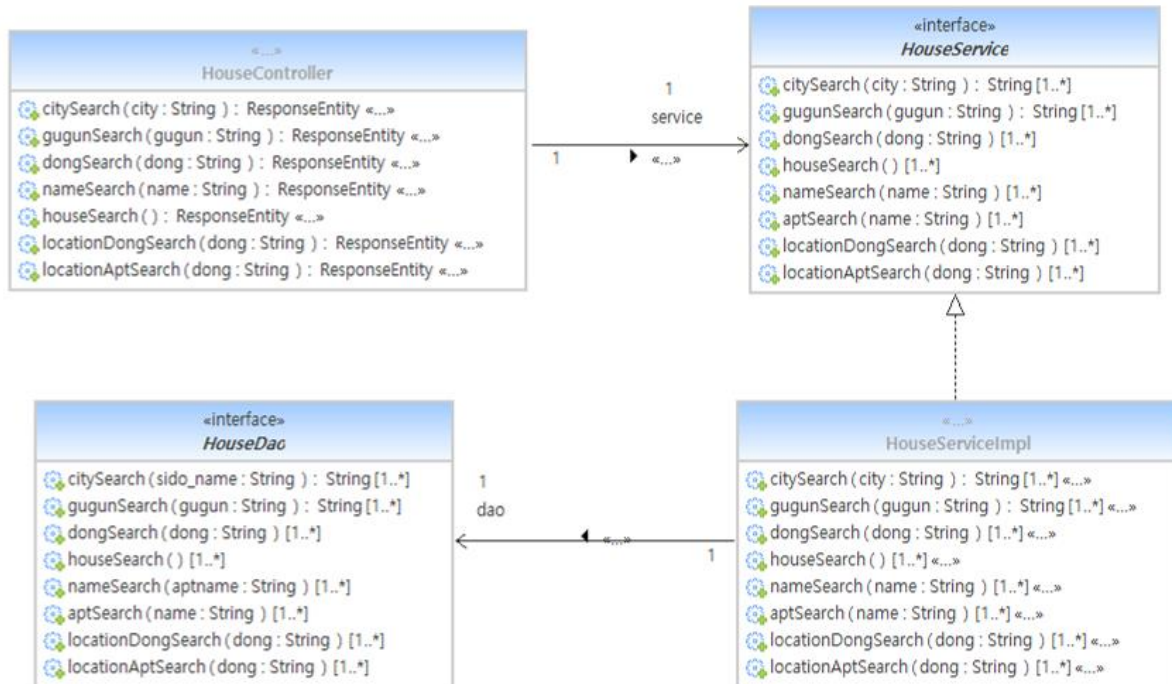 «...»
HouseController
citySearch ( city : String ) : ResponseEntity «...»
gugunSearch ( gugun : String ) : ResponseEntity «...»
dongSearch ( dong : String ) : ResponseEntity «...»
nameSearch ( name : String ) : ResponseEntity «...»
houseSearch ( ) : ResponseEntity «...»
locationDongSearch ( dong : String ) : ResponseEntity «...»
locationAptSearch ( dong : String ) : ResponseEntity «...»
1
service
1
«...»
«interface»
HouseService
citySearch ( city : String ) : String [1..*]
gugunSearch ( gugun : String ) : String [1..*]
dongSearch ( dong : String ) [1..*]
houseSearch ( ) [1..*]
nameSearch ( name : String ) [1..*]
aptSearch ( name : String ) [1..*]
locationDongSearch ( dong : String ) [1..*]
locationAptSearch ( dong : String ) [1..*]
«interface»
HouseDao
citySearch ( sido_name : String ) : String [1..*]
gugunSearch ( gugun : String ) : String [1..*]
dongSearch ( dong : String ) [1..*]
houseSearch ( ) [1..*]
nameSearch ( aptname : String ) [1..*]
aptSearch ( name : String ) [1..*]
locationDongSearch ( dong : String ) [1..*]
locationAptSearch ( dong : String ) [1..*]
1
dao
«...»
1
«...»
HouseServiceImpl
citySearch ( city : String ) : String [1..*] «...»
gugunSearch ( gugun : String ) : String [1..*] «...»
dongSearch ( dong : String ) [1..*] «...»
houseSearch ( ) [1..*] «...»
nameSearch ( name : String ) [1..*] «...»
aptSearch ( name : String ) [1..*] «...»
locationDongSearch ( dong : String ) [1..*] «...»
locationAptSearch ( dong : String ) [1..*] «...»